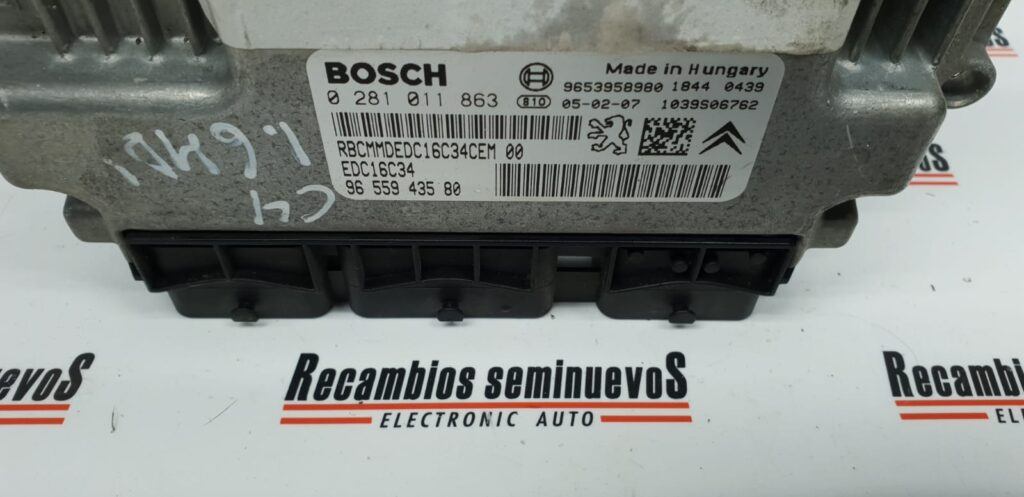 BOSCH
Made in Hungary
9653958980 1844 0439
0 281 011 863 810 05-02-07 1039S06762
RBCMMDEDC16C34CEM 00
EDC16C34
96 559 435 80
1.6HDi
C4
Recambios seminuevos
Recambios seminuevos
ELECTRONIC AUTO
Recambios
ELECTRONIC